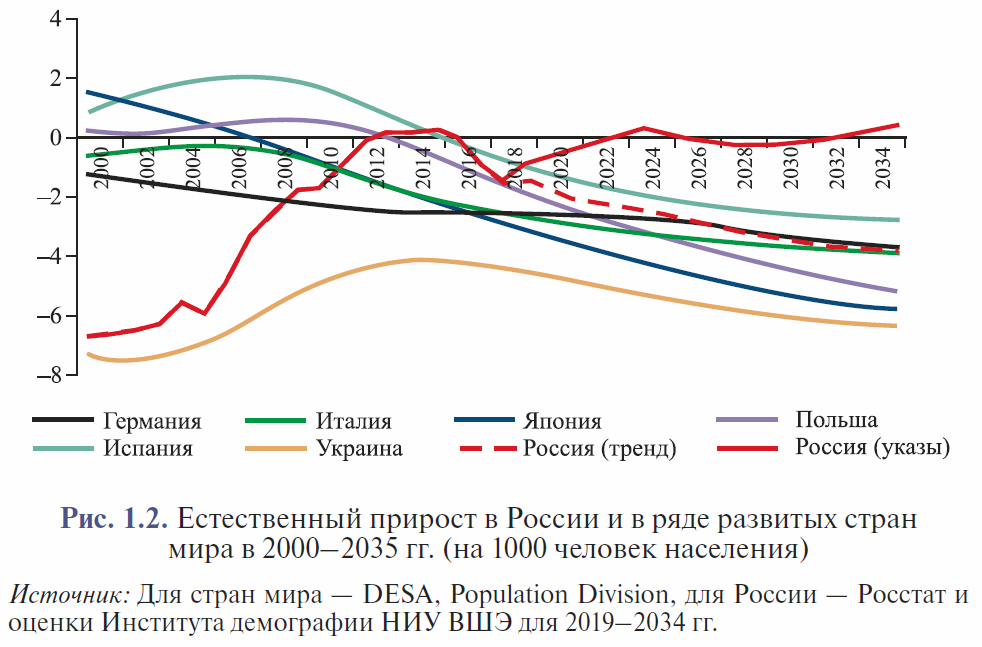 4
2
0
–2
–4
–6
–8
2000 2002 2004 2006 2008 2010 2012 2014 2016 2018 2020 2022 2024 2026 2028 2030 2032 2034
Германия Италия Япония Польша
Испания Украина Россия (тренд) Россия (указы)
Рис. 1.2. Естественный прирост в России и в ряде развитых стран
мира в 2000–2035 гг. (на 1000 человек населения)
Источник: Для стран мира — DESA, Population Division, для России — Росстат и
оценки Института демографии НИУ ВШЭ для 2019–2034 гг.